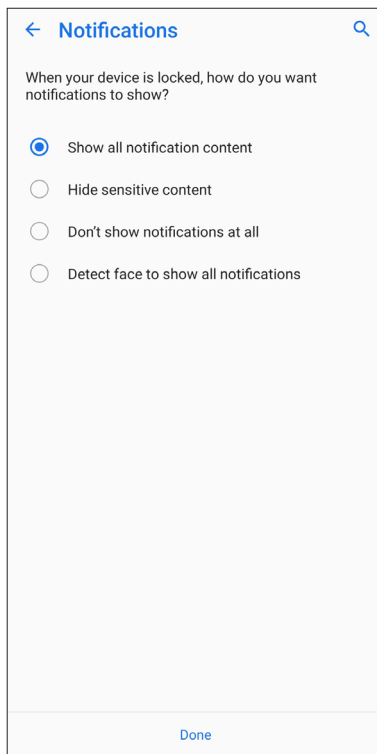 Notifications
When your device is locked, how do you want
notifications to show?
Show all notification content
Hide sensitive content
Don't show notifications at all
Detect face to show all notifications
Done